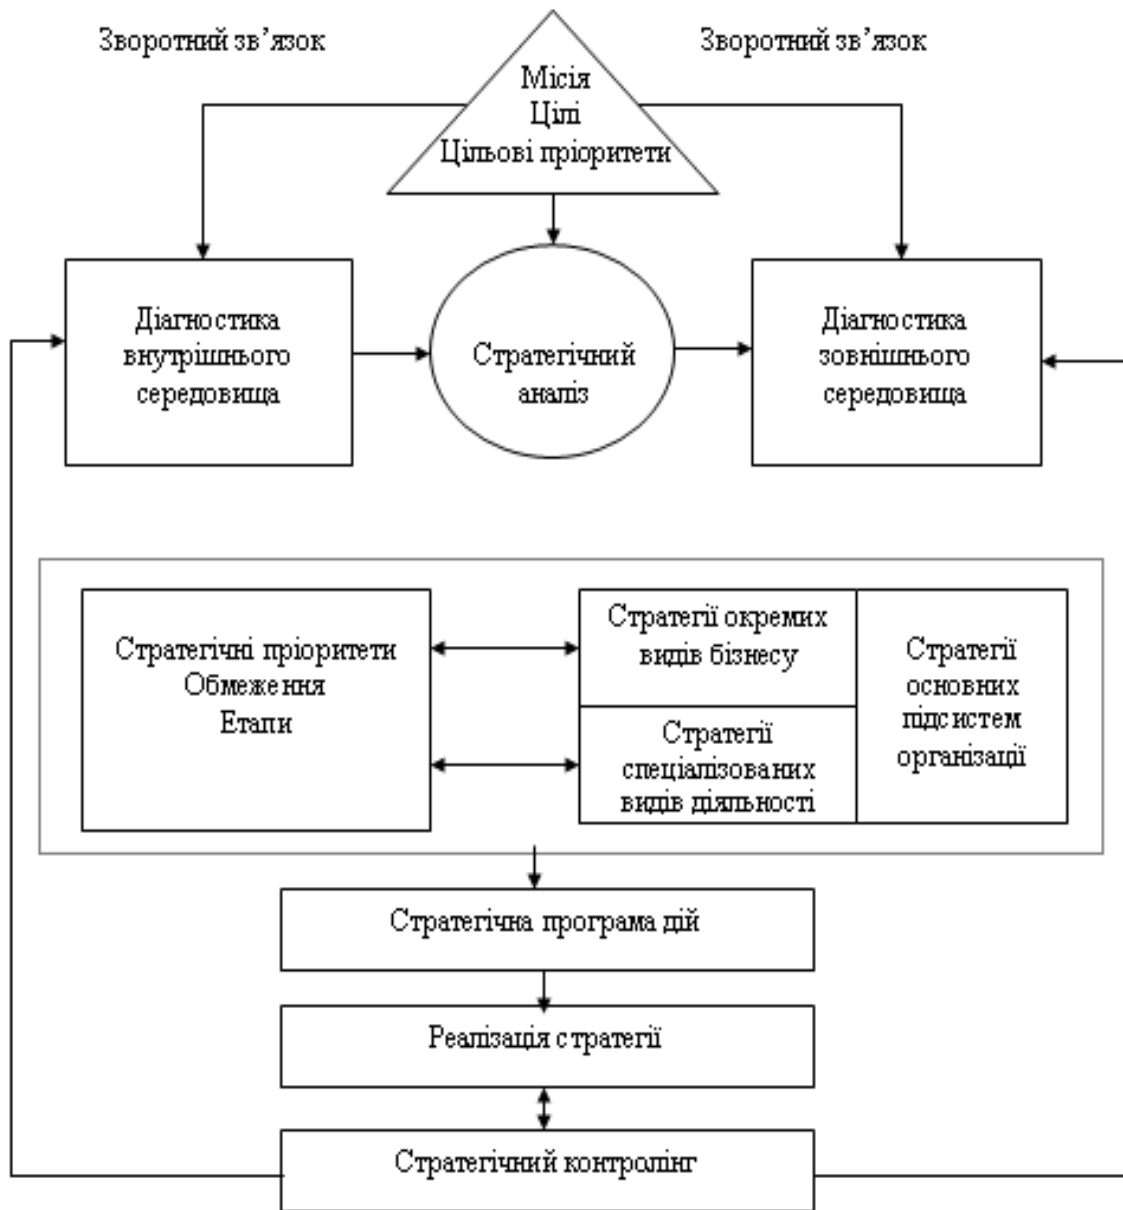 Зворотний зв’язок
Зворотний зв’язок
Місія
Цілі
Цільові пріоритети
Діагностика
внутрішнього
середовища
Стратегічний
аналіз
Діагностика
зовнішнього
середовища
Стратегічні пріоритети
Обмеження
Етапи
Стратегії окремих
видів бізнесу
Стратегії
спеціалізованих
видів діяльності
Стратегії
основних
підсистем
організації
Стратегічна програма дій
Реалізація стратегії
Стратегічний контролінг